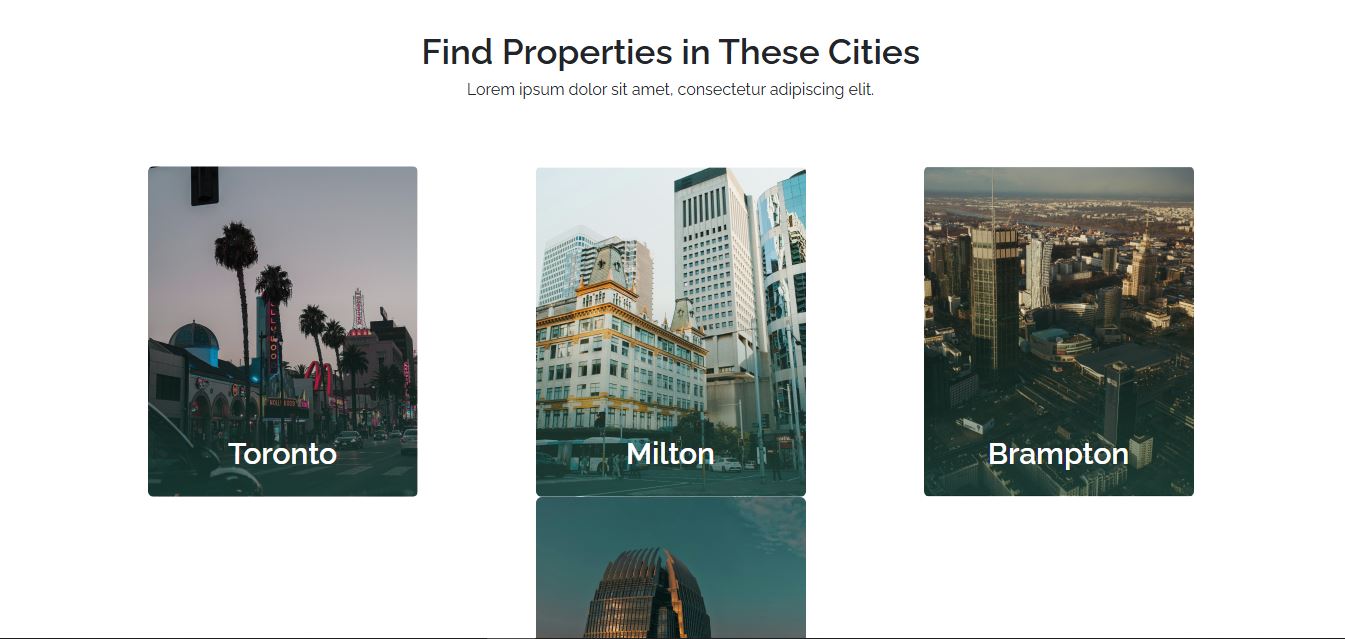 Find Properties in These Cities
Lorem ipsum dolor sit amet, consectetur adipiscing elit.
Toronto
Milton
Brampton